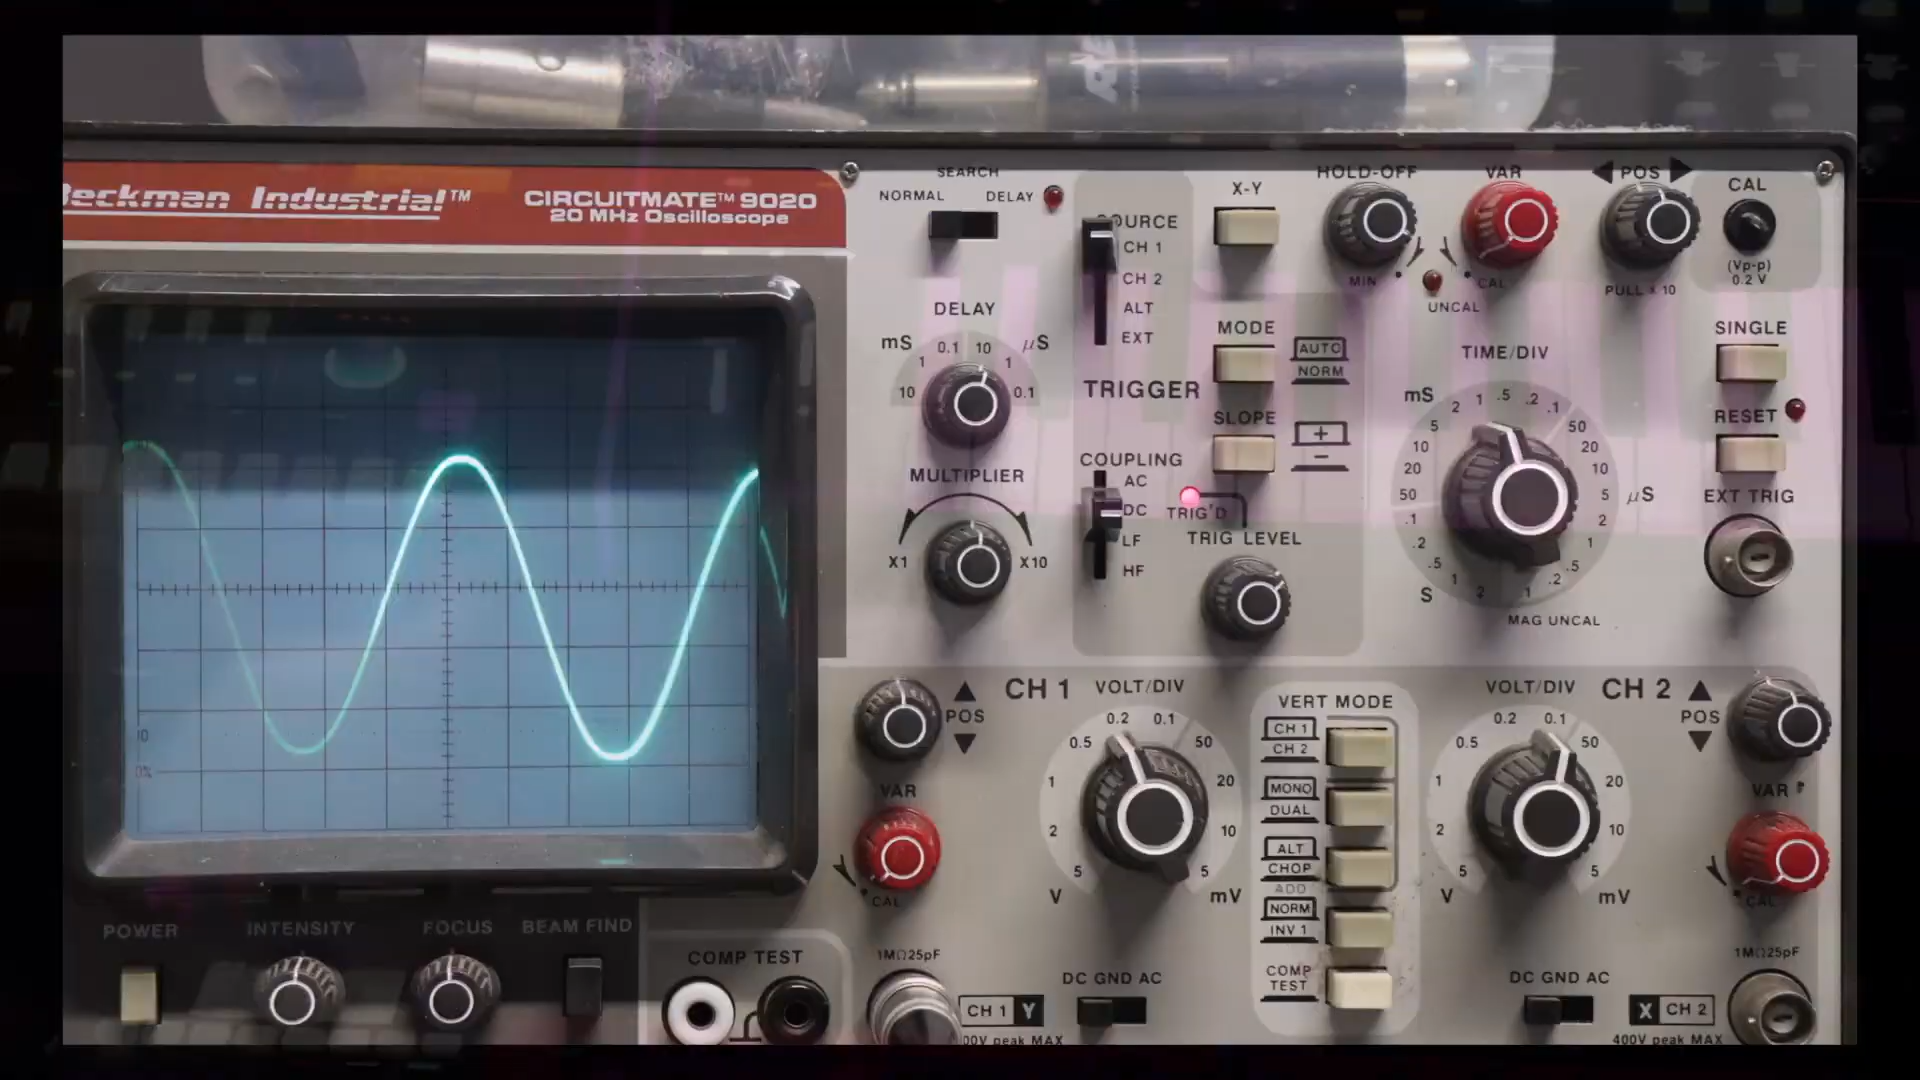 Beckman Industrial™
CIRCUITMATE™ 9020
20 MHz Oscilloscope
SEARCH
NORMAL
DELAY
DELAY
mS
0.1
10
µS
1
1
10
0.1
MULTIPLIER
X1
X10
SOURCE
CH 1
CH 2
ALT
EXT
TRIGGER
COUPLING
AC
DC
LF
HF
X-Y
MODE
AUTO
NORM
SLOPE
+
−
TRIG'D
TRIG LEVEL
HOLD-OFF
MIN
VAR
CAL
UNCAL
◀ POS ▶
PULL X 10
CAL
(Vp-p)
0.2 V
TIME/DIV
mS
5
2
1
.5
.2
.1
50
20
10
5
µS
2
1
.5
.2
.1
10
20
50
.1
.2
.5
S
1
2
MAG UNCAL
SINGLE
RESET
EXT TRIG
▲
POS
▼
CH 1
VOLT/DIV
0.2
0.1
0.5
50
1
20
2
10
5
5
V
mV
VAR
CAL
VERT MODE
CH 1
CH 2
MONO
DUAL
ALT
CHOP
ADD
NORM
INV 1
COMP
TEST
VOLT/DIV
CH 2
▲
POS
▼
0.2
0.1
0.5
50
1
20
2
10
5
5
V
mV
VAR
CAL
10
0%
POWER
INTENSITY
FOCUS
BEAM FIND
COMP TEST
1MΩ25pF
CH 1 Y
00V peak MAX
DC GND AC
DC GND AC
X CH 2
400V peak MAX
1MΩ25pF